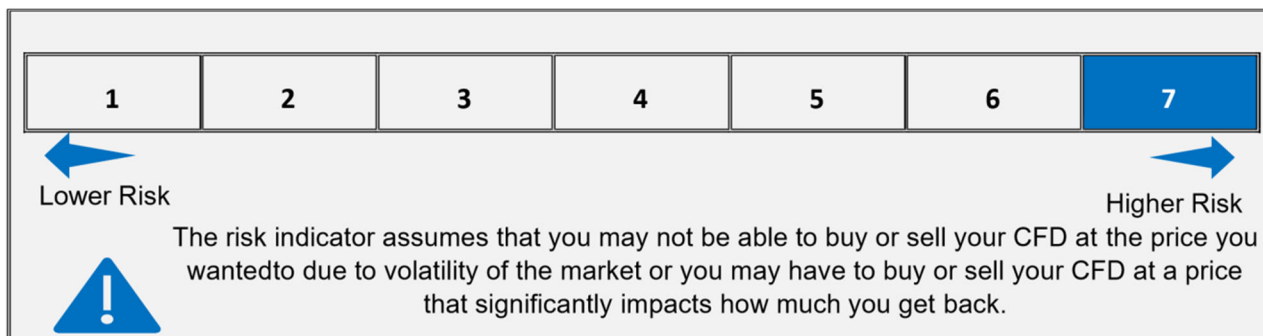 1 2 3 4 5 6 7
Lower Risk
Higher Risk
The risk indicator assumes that you may not be able to buy or sell your CFD at the price you
wantedto due to volatility of the market or you may have to buy or sell your CFD at a price
that significantly impacts how much you get back.
!